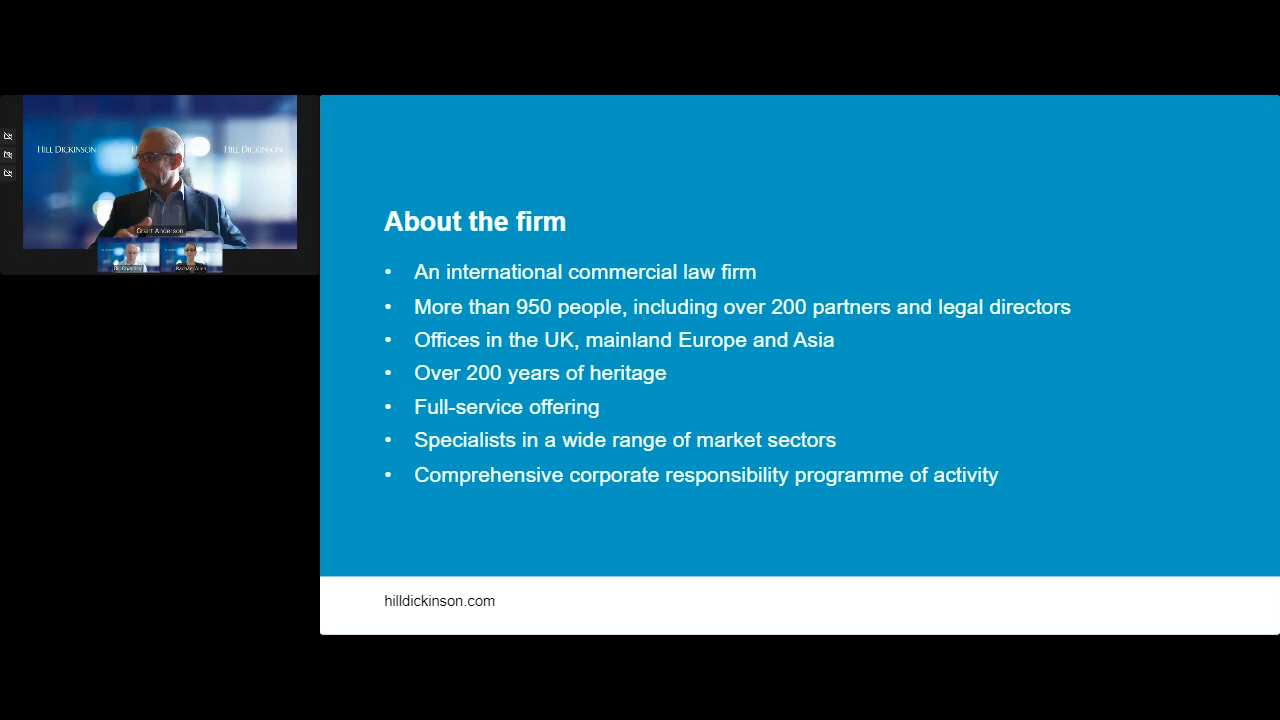 HILL DICKINSON
HILL DICKINSON
Grant Anderson
About the firm
• An international commercial law firm
• More than 950 people, including over 200 partners and legal directors
• Offices in the UK, mainland Europe and Asia
• Over 200 years of heritage
• Full-service offering
• Specialists in a wide range of market sectors
• Comprehensive corporate responsibility programme of activity
hilldickinson.com